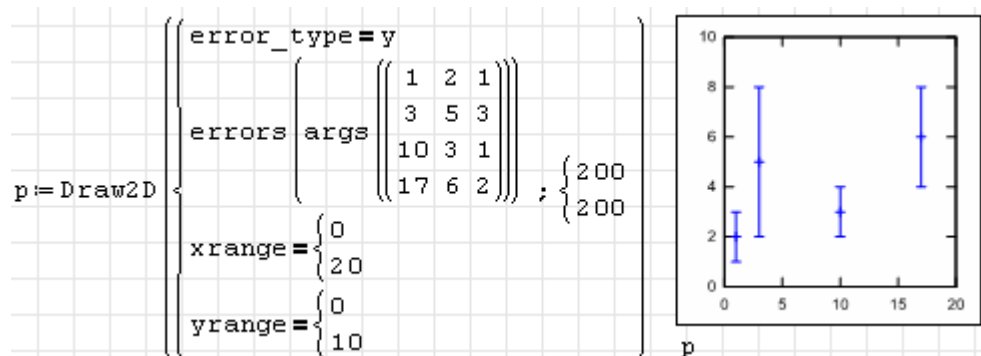 error_type=y
1 2 1
3 5 3
errors args
10 3 1
17 6 2
p≔Draw2D ; 200
200
xrange= 0
20
yrange= 0
10
10
8
6
4
2
0
0 5 10 15 20
p